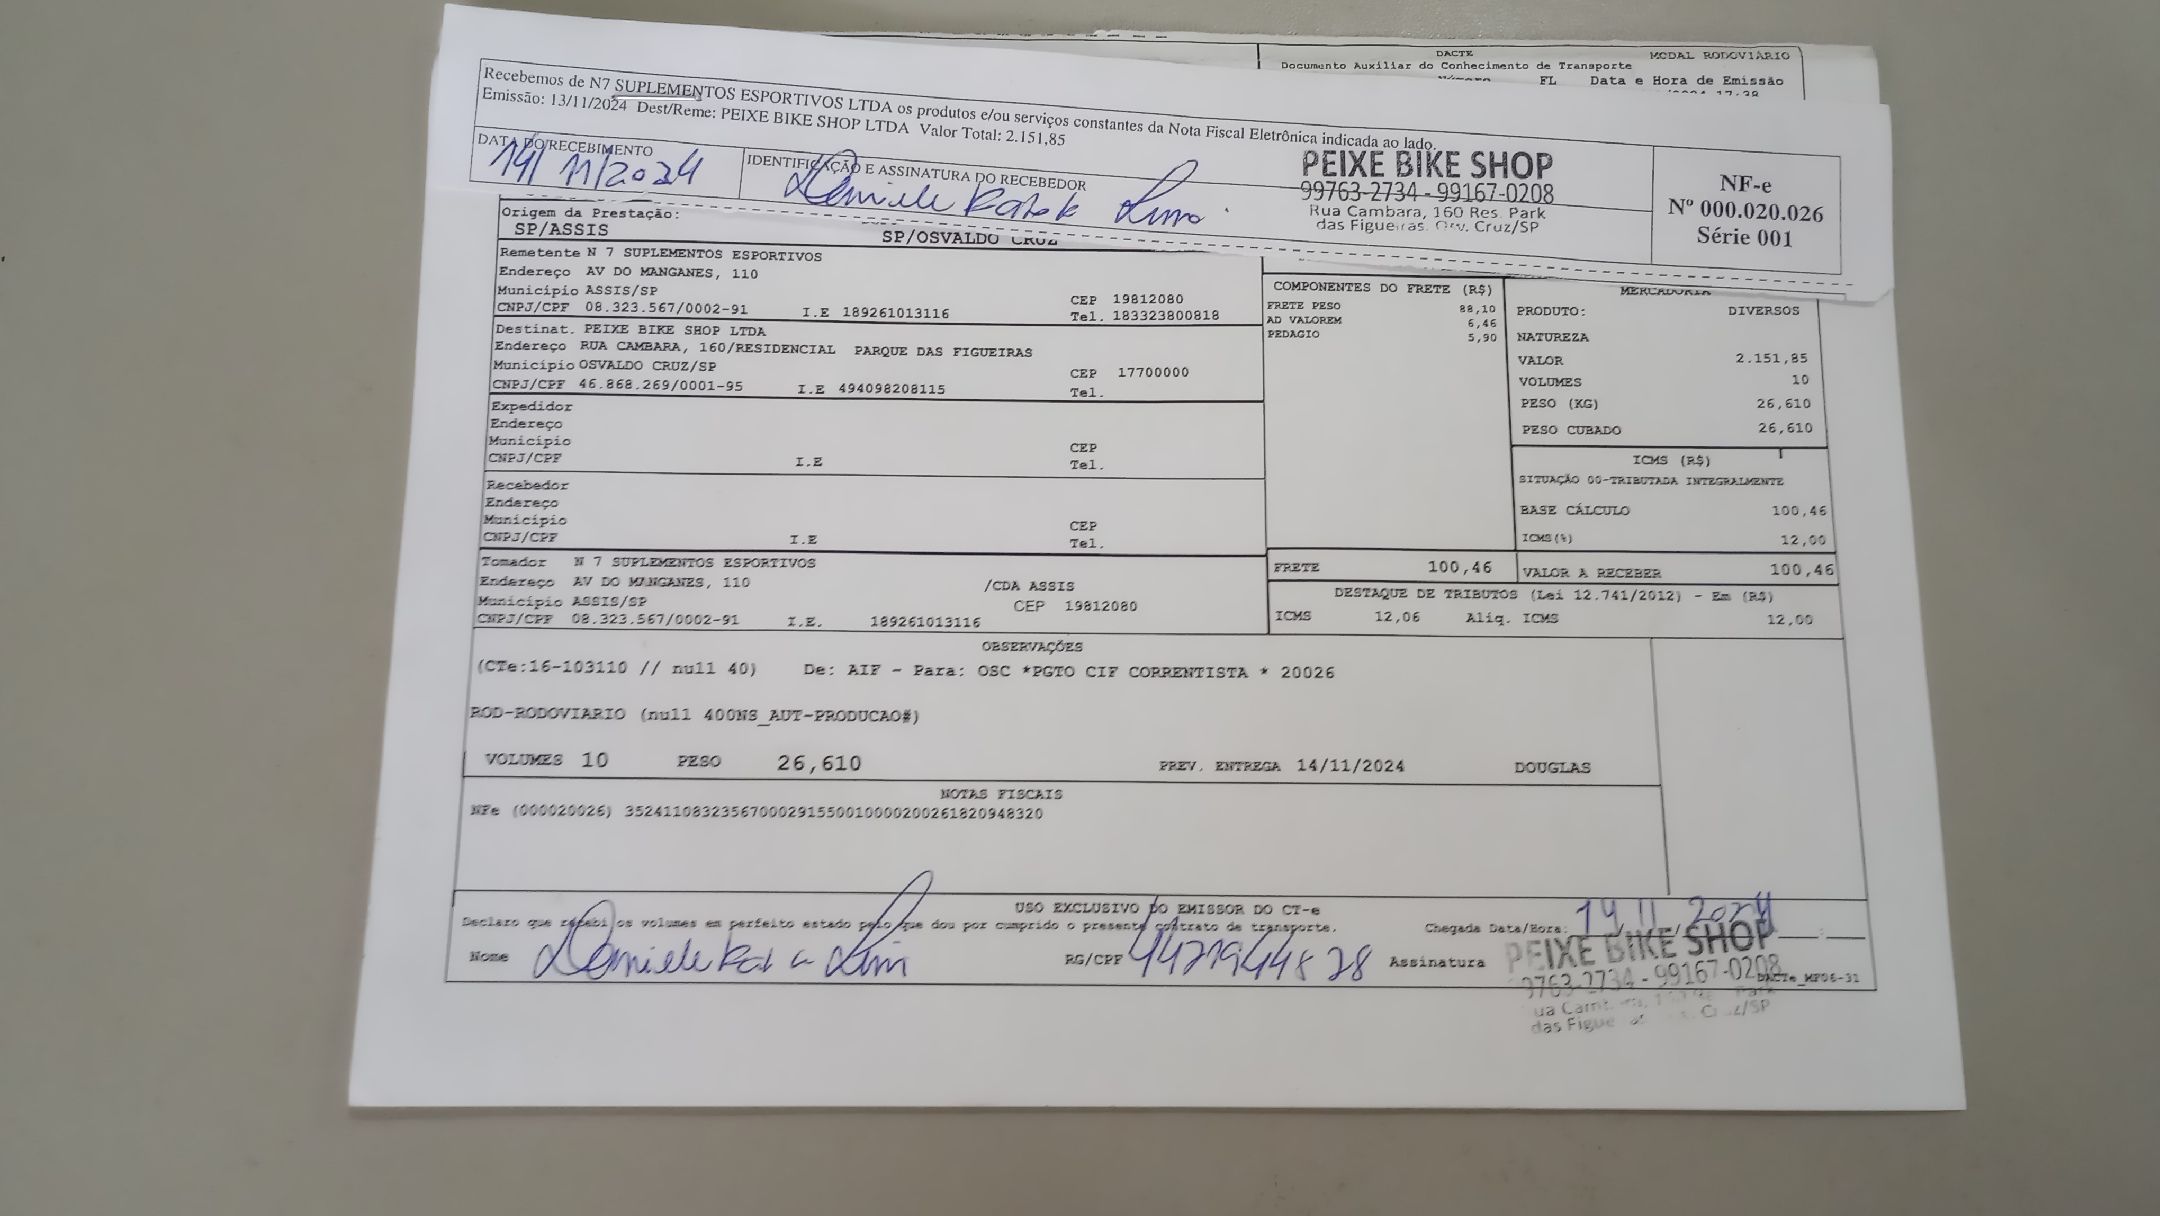 DACTE MODAL RODOVIÁRIO
Documento Auxiliar do Conhecimento de Transporte
FL Data e Hora de Emissão
17:38
Recebemos de N7 SUPLEMENTOS ESPORTIVOS LTDA os produtos e/ou serviços constantes da Nota Fiscal Eletrônica indicada ao lado.
Emissão: 13/11/2024 Dest/Reme: PEIXE BIKE SHOP LTDA Valor Total: 2.151,85
DATA DO RECEBIMENTO
14/11/2024
IDENTIFICAÇÃO E ASSINATURA DO RECEBEDOR
Daniele
PEIXE BIKE SHOP
99763-2734 - 99167-0208
Rua Cambara, 160 Res. Park
das Figueiras. Osv. Cruz/SP
NF-e
Nº 000.020.026
Série 001
Origem da Prestação:
SP/ASSIS SP/OSVALDO CRUZ
Remetente N 7 SUPLEMENTOS ESPORTIVOS
Endereço AV DO MANGANES, 110
Município ASSIS/SP CEP 19812080
CNPJ/CPF 08.323.567/0002-91 I.E 189261013116 Tel. 183323800818
Destinat. PEIXE BIKE SHOP LTDA
Endereço RUA CAMBARA, 160/RESIDENCIAL PARQUE DAS FIGUEIRAS
Município OSVALDO CRUZ/SP CEP 17700000
CNPJ/CPF 46.868.269/0001-95 I.E 494098208115 Tel.
Expedidor
Endereço
Município CEP
CNPJ/CPF I.E Tel.
Recebedor
Endereço
Município CEP
CNPJ/CPF I.E Tel.
Tomador N 7 SUPLEMENTOS ESPORTIVOS
Endereço AV DO MANGANES, 110 /CDA ASSIS
Município ASSIS/SP CEP 19812080
CNPJ/CPF 08.323.567/0002-91 I.E. 189261013116
COMPONENTES DO FRETE (R$)
FRETE PESO 88,10
AD VALOREM 6,46
PEDAGIO 5,90
MERCADORIA
PRODUTO: DIVERSOS
NATUREZA
VALOR 2.151,85
VOLUMES 10
PESO (KG) 26,610
PESO CUBADO 26,610
ICMS (R$)
SITUAÇÃO 00-TRIBUTADA INTEGRALMENTE
BASE CÁLCULO 100,46
ICMS(%) 12,00
FRETE 100,46 VALOR A RECEBER 100,46
DESTAQUE DE TRIBUTOS (Lei 12.741/2012) - Em (R$)
ICMS 12,06 Aliq. ICMS 12,00
OBSERVAÇÕES
(CTe:16-103110 // null 40) De: AIF - Para: OSC *PGTO CIF CORRENTISTA * 20026
ROD-RODOVIARIO (null 400NS_AUT-PRODUCAO#)
VOLUMES 10 PESO 26,610 PREV. ENTREGA 14/11/2024 DOUGLAS
NOTAS FISCAIS
NFe (000020026) 35241108323567000291550010000200261820948320
USO EXCLUSIVO DO EMISSOR DO CT-e
Declaro que recebi os volumes em perfeito estado pelo que dou por cumprido o presente contrato de transporte.
Chegada Data/Hora: 14 11 2024
Nome Daniele RG/CPF 44219448 28 Assinatura
PEIXE BIKE SHOP
9763-2734 - 99167-0208
DACTe_MF06-31
das